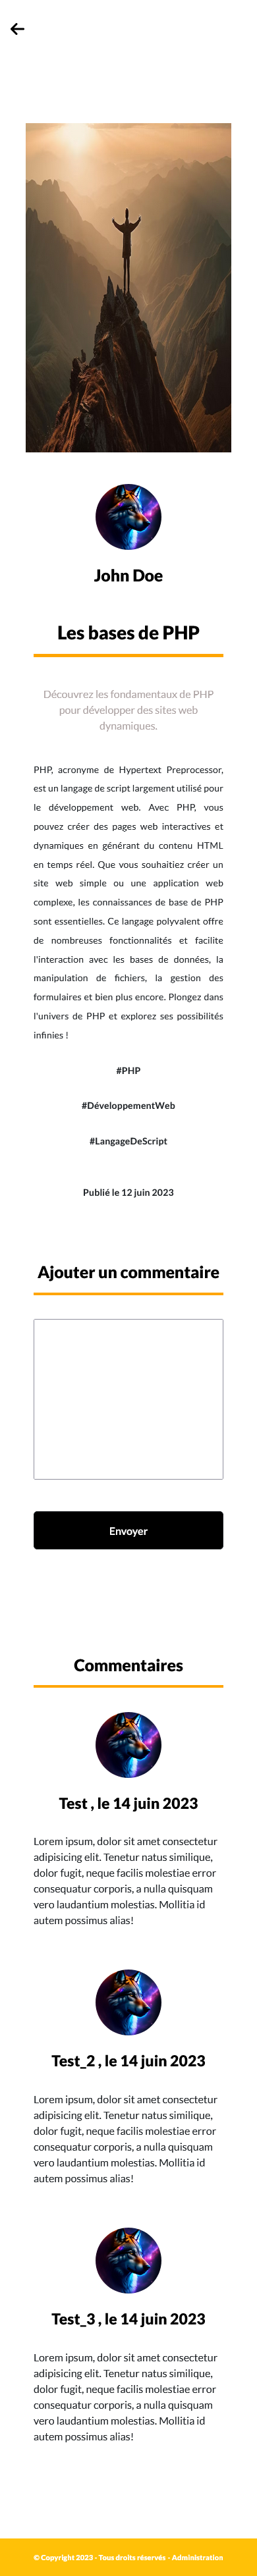 John Doe
Les bases de PHP
Découvrez les fondamentaux de PHP
pour développer des sites web
dynamiques.
PHP, acronyme de Hypertext Preprocessor,
est un langage de script largement utilisé pour
le développement web. Avec PHP, vous
pouvez créer des pages web interactives et
dynamiques en générant du contenu HTML
en temps réel. Que vous souhaitiez créer un
site web simple ou une application web
complexe, les connaissances de base de PHP
sont essentielles. Ce langage polyvalent offre
de nombreuses fonctionnalités et facilite
l'interaction avec les bases de données, la
manipulation de fichiers, la gestion des
formulaires et bien plus encore. Plongez dans
l'univers de PHP et explorez ses possibilités
infinies !
#PHP
#DéveloppementWeb
#LangageDeScript
Publié le 12 juin 2023
Ajouter un commentaire
Envoyer
Commentaires
Test , le 14 juin 2023
Lorem ipsum, dolor sit amet consectetur
adipisicing elit. Tenetur natus similique,
dolor fugit, neque facilis molestiae error
consequatur corporis, a nulla quisquam
vero laudantium molestias. Mollitia id
autem possimus alias!
Test_2 , le 14 juin 2023
Lorem ipsum, dolor sit amet consectetur
adipisicing elit. Tenetur natus similique,
dolor fugit, neque facilis molestiae error
consequatur corporis, a nulla quisquam
vero laudantium molestias. Mollitia id
autem possimus alias!
Test_3 , le 14 juin 2023
Lorem ipsum, dolor sit amet consectetur
adipisicing elit. Tenetur natus similique,
dolor fugit, neque facilis molestiae error
consequatur corporis, a nulla quisquam
vero laudantium molestias. Mollitia id
autem possimus alias!
© Copyright 2023 - Tous droits réservés - Administration